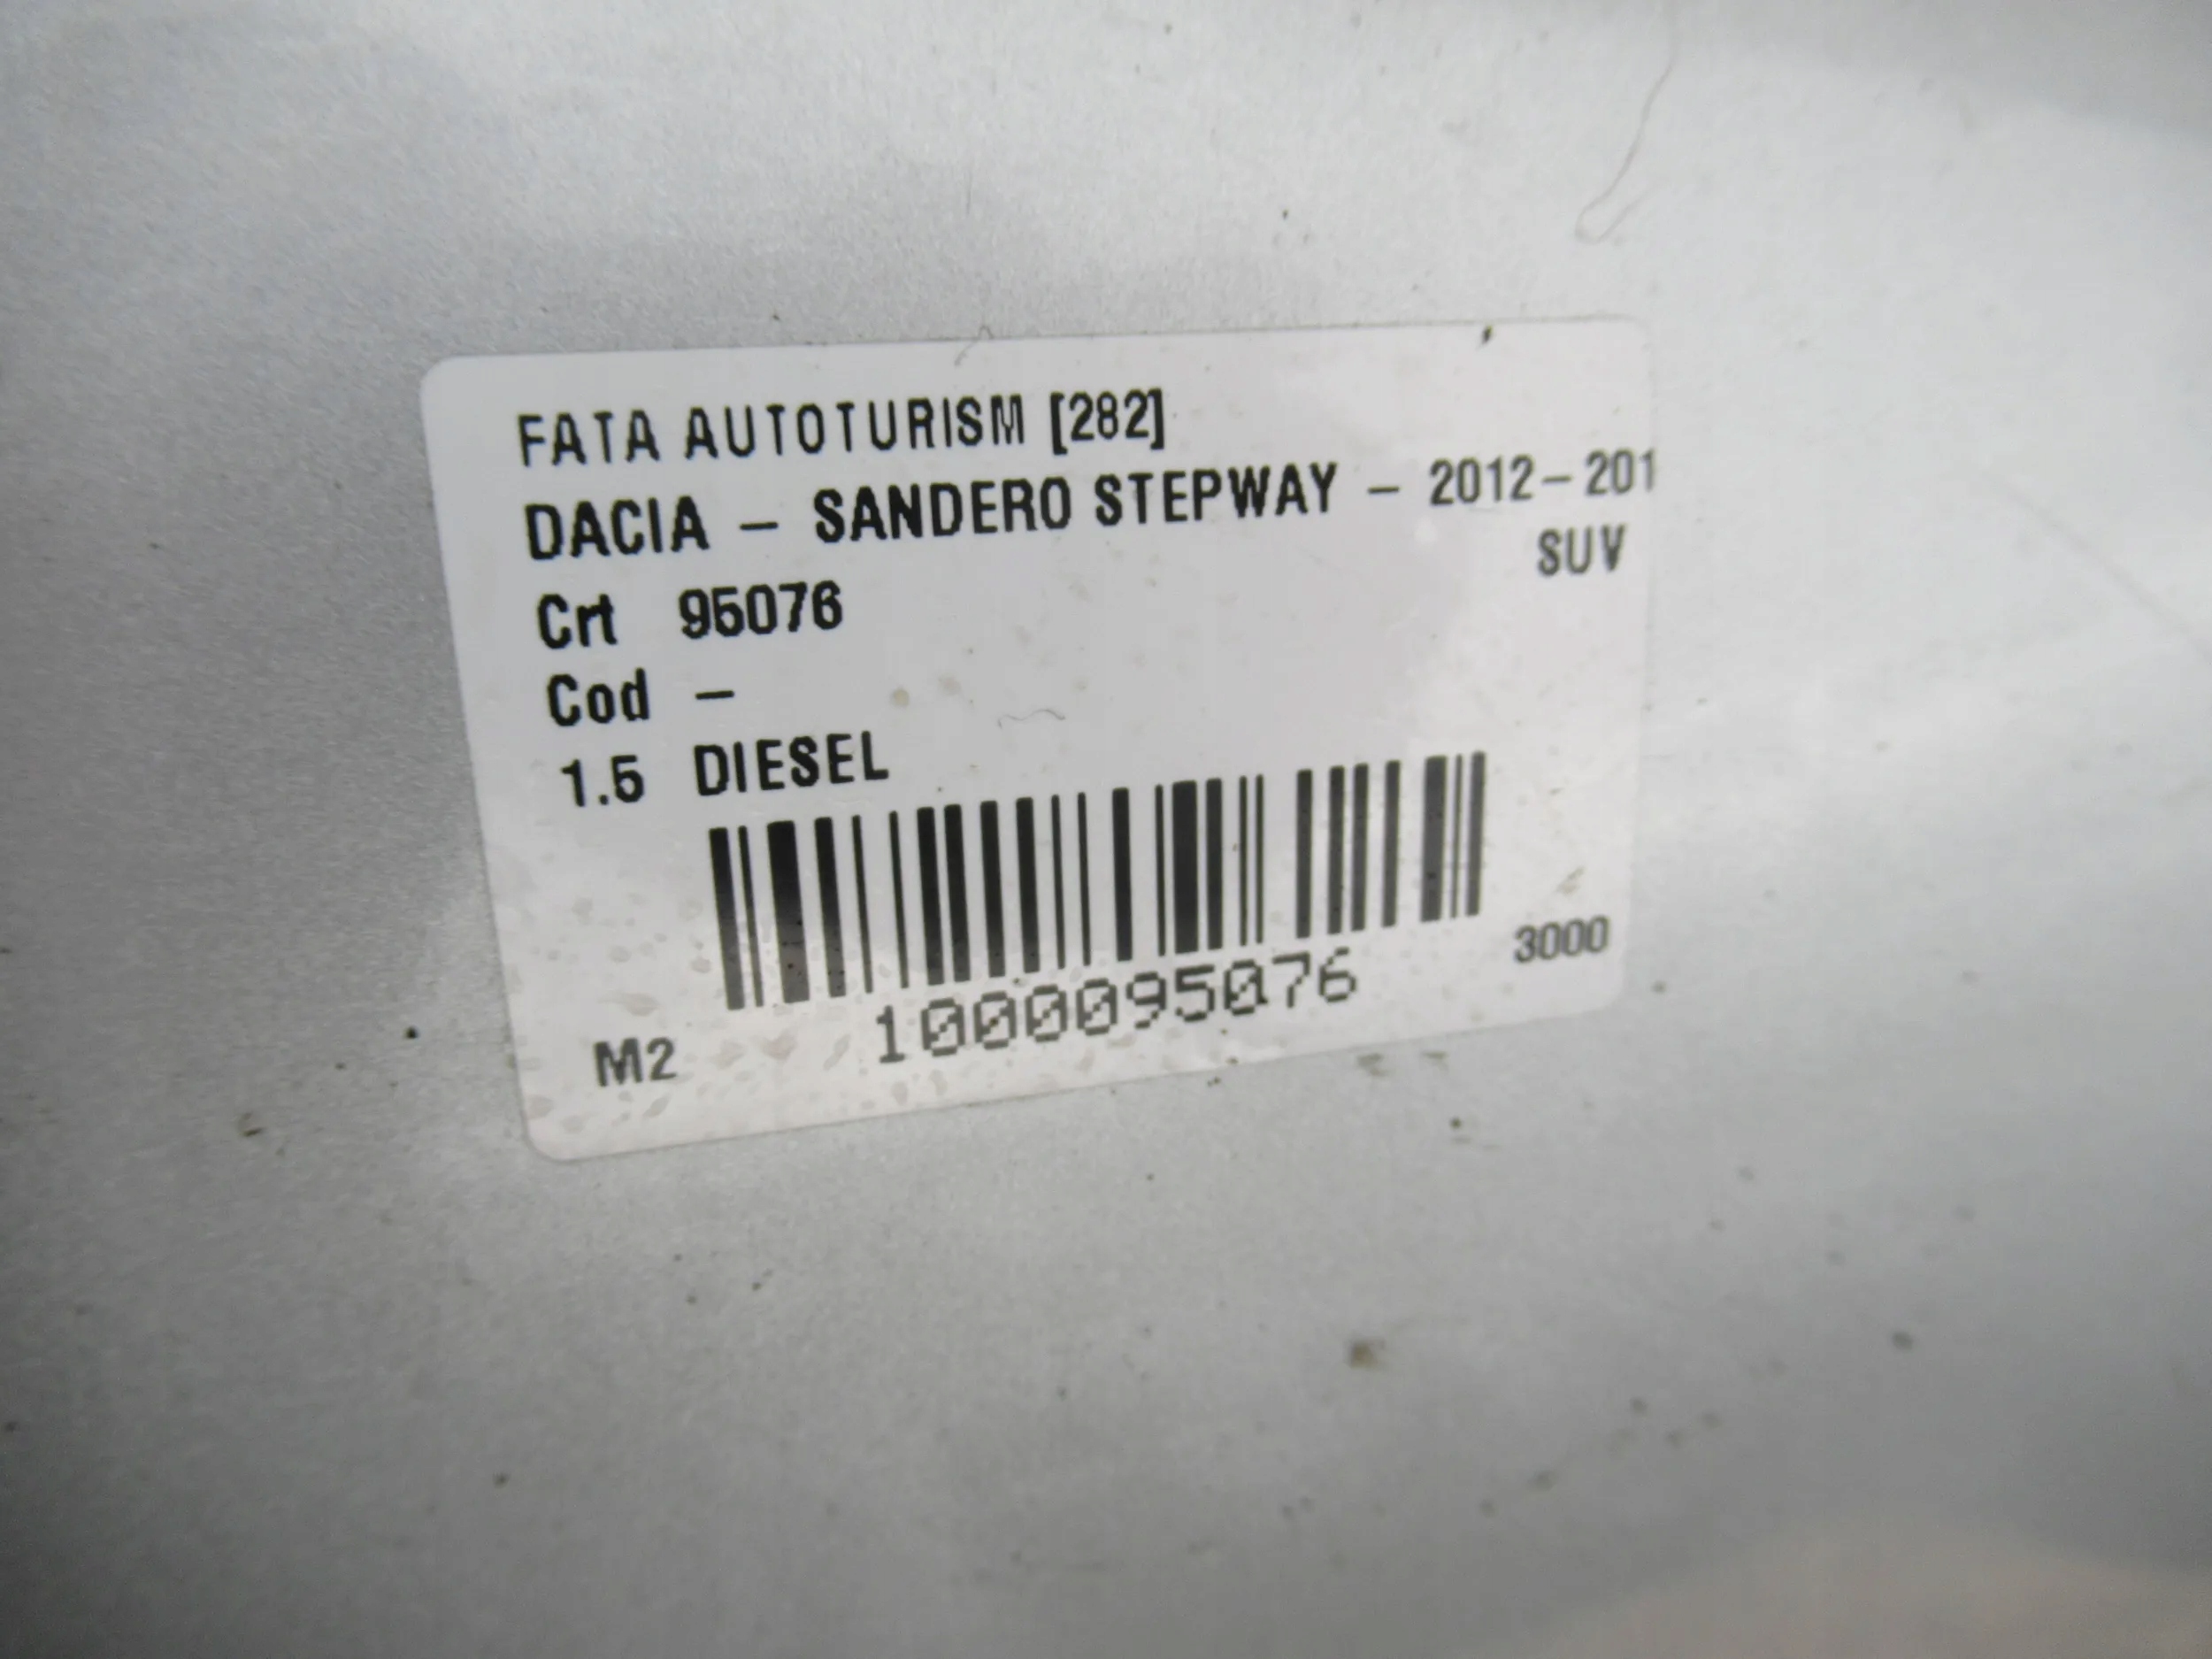 FATA AUTOTURISM [282]
DACIA - SANDERO STEPWAY - 2012-201
SUV
Crt 95076
Cod -
1.5 DIESEL
3000
M2 1000095076